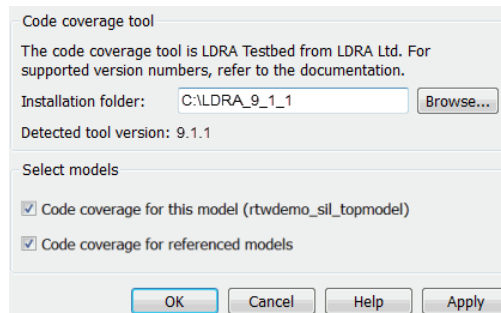 Code coverage tool
The code coverage tool is LDRA Testbed from LDRA Ltd. For
supported version numbers, refer to the documentation.
Installation folder: C:\LDRA_9_1_1 Browse...
Detected tool version: 9.1.1
Select models
Code coverage for this model (rtwdemo_sil_topmodel)
Code coverage for referenced models
OK Cancel Help Apply